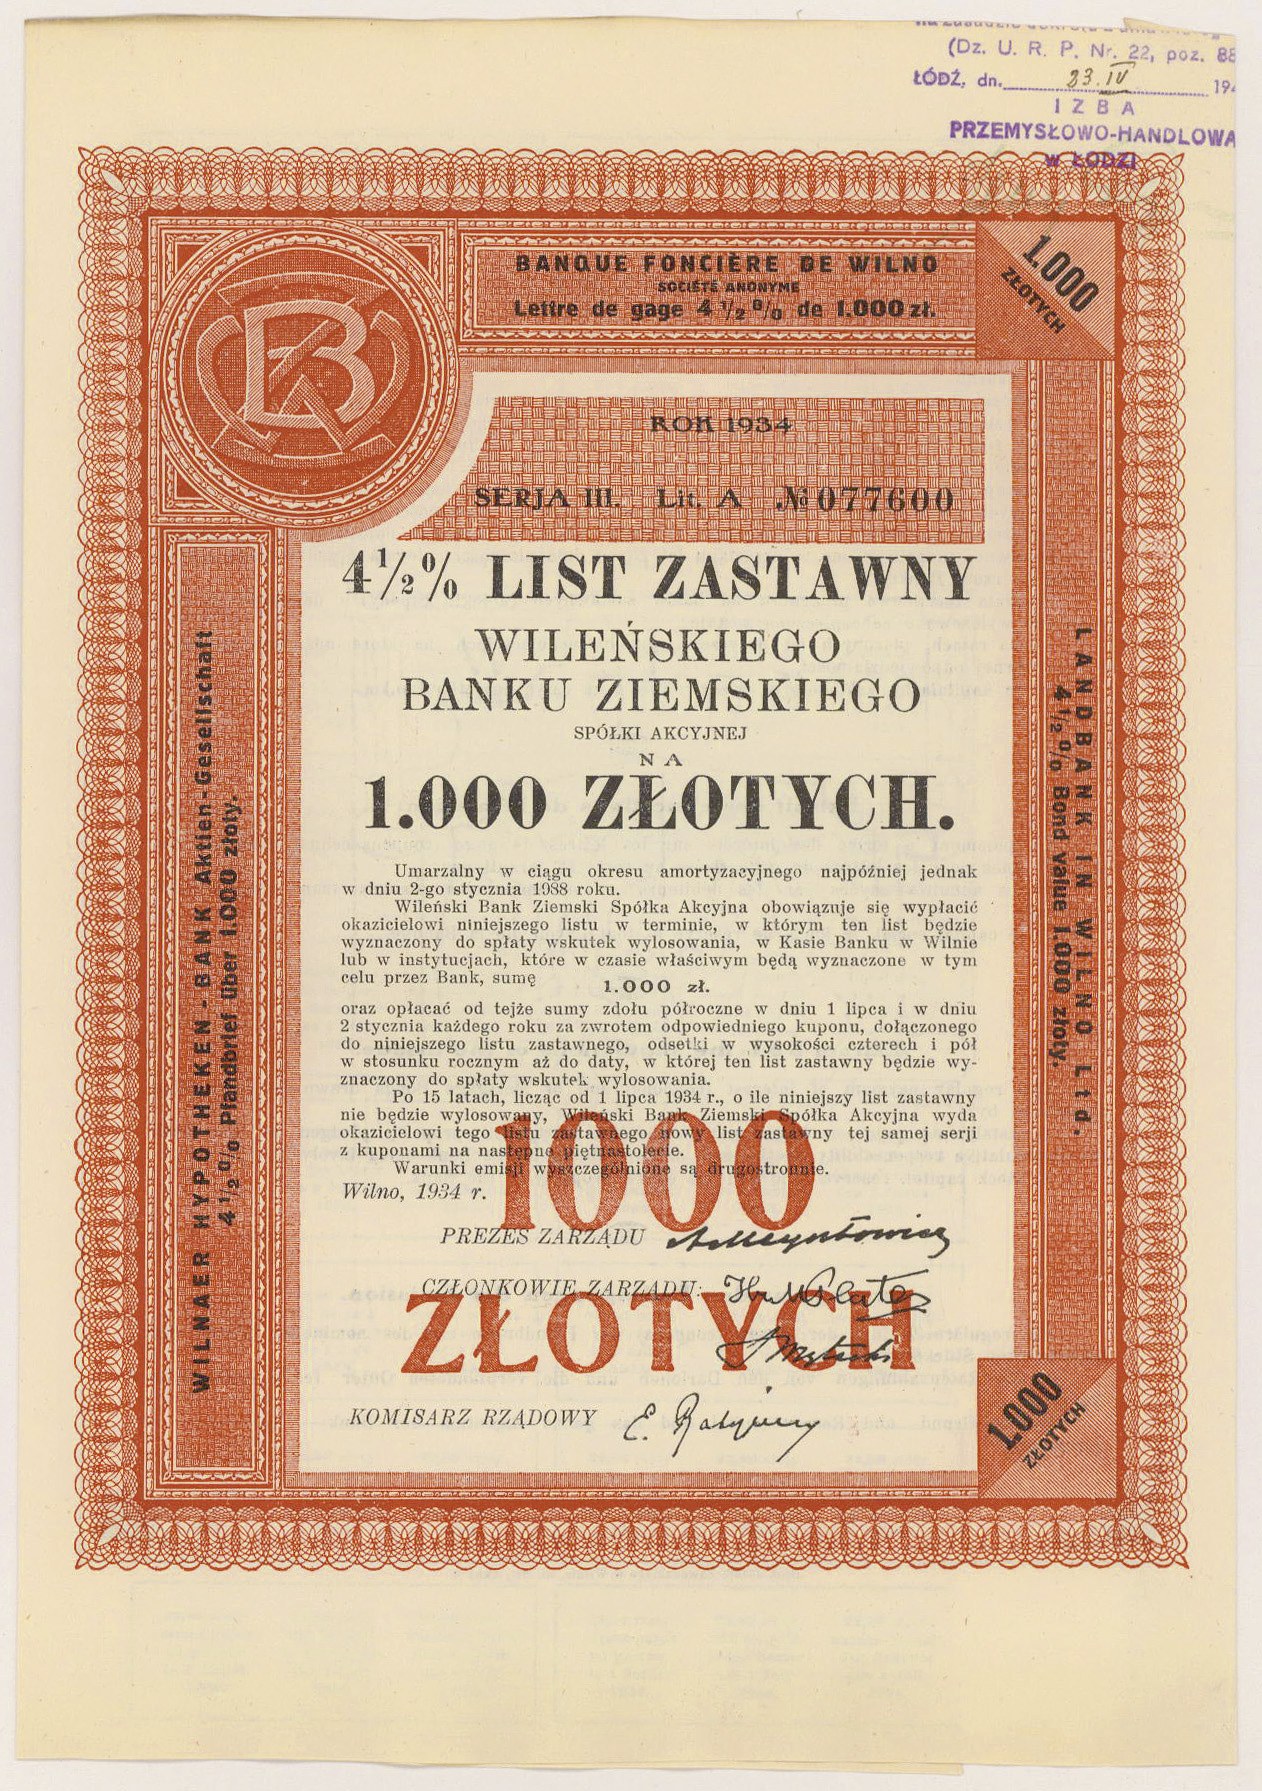 (Dz. U. R. P. Nr. 22, poz. 88
ŁÓDŹ, dn. 23.IV 194
IZBA
PRZEMYSŁOWO-HANDLOWA
w ŁODZI
BANQUE FONCIÈRE DE WILNO
SOCIÉTÉ ANONYME
Lettre de gage 4 1/2 % de 1.000 zł.
1.000
ZŁOTYCH
ROK 1934
SERJA III. Lit. A № 077600
4½% LIST ZASTAWNY
WILEŃSKIEGO
BANKU ZIEMSKIEGO
SPÓŁKI AKCYJNEJ
NA
1.000 ZŁOTYCH.
Umarzalny w ciągu okresu amortyzacyjnego najpóźniej jednak
w dniu 2-go stycznia 1988 roku.
Wileński Bank Ziemski Spółka Akcyjna obowiązuje się wypłacić
okazicielowi niniejszego listu w terminie, w którym ten list będzie
wyznaczony do spłaty wskutek wylosowania, w Kasie Banku w Wilnie
lub w instytucjach, które w czasie właściwym będą wyznaczone w tym
celu przez Bank, sumę
1.000 zł.
oraz opłacać od tejże sumy zdołu półroczne w dniu 1 lipca i w dniu
2 stycznia każdego roku za zwrotem odpowiedniego kuponu, dołączonego
do niniejszego listu zastawnego, odsetki w wysokości czterech i pół
w stosunku rocznym aż do daty, w której ten list zastawny będzie wy-
znaczony do spłaty wskutek wylosowania.
Po 15 latach, licząc od 1 lipca 1934 r., o ile niniejszy list zastawny
nie będzie wylosowany, Wileński Bank Ziemski Spółka Akcyjna wyda
okazicielowi tego listu zastawnego nowy list zastawny tej samej serji
z kuponami na następne piętnastolecie.
Warunki emisji wyszczególnione są drugostronnie.
Wilno, 1934 r.
1000
ZŁOTYCH
PREZES ZARZĄDU
CZŁONKOWIE ZARZĄDU:
KOMISARZ RZĄDOWY
WILNAER HYPOTHEKEN-BANK Aktien-Gesellschaft
4 1/2 % Pfandbrief über 1.000 zloty.
LANDBANK IN WILNO Ltd.
4 1/2 % Bond value 1.000 zloty.
1.000
ZŁOTYCH